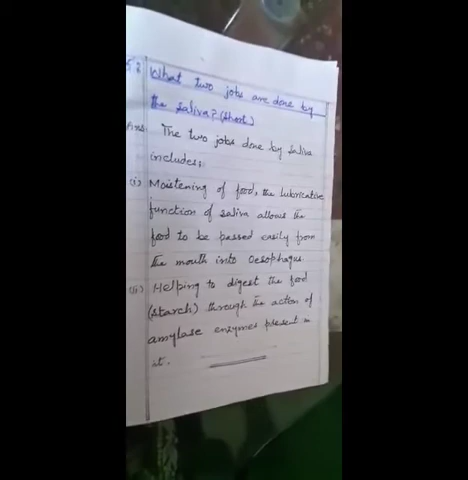 What two jobs are done by
the saliva? (short)
Ans: The two jobs done by saliva
includes:
(i) Moistening of food, the lubricative
function of saliva allows the
food to be passed easily from
the mouth into Oesophagus.
(ii) Helping to digest the food
(starch) through the action of
amylase enzymes present in
it.